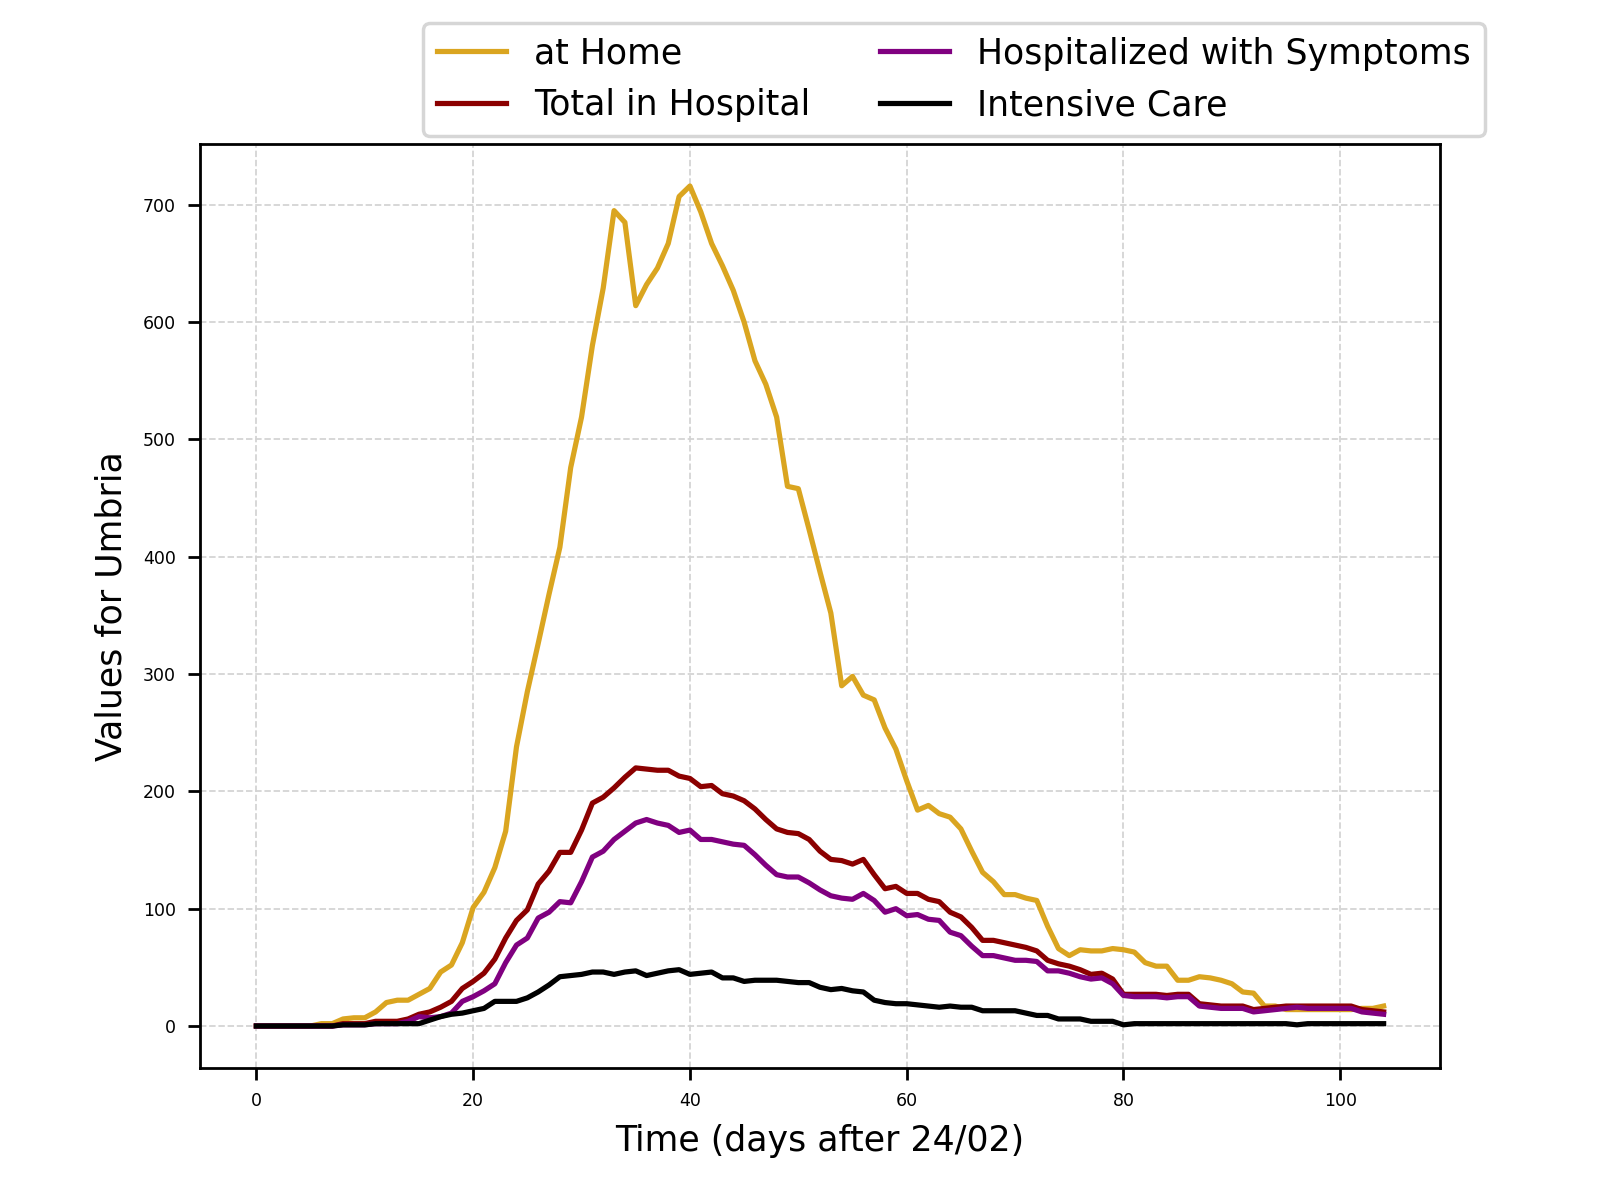 at Home
Hospitalized with Symptoms
Total in Hospital
Intensive Care
Values for Umbria
700
600
500
400
300
200
100
0
0 20 40 60 80 100
Time (days after 24/02)